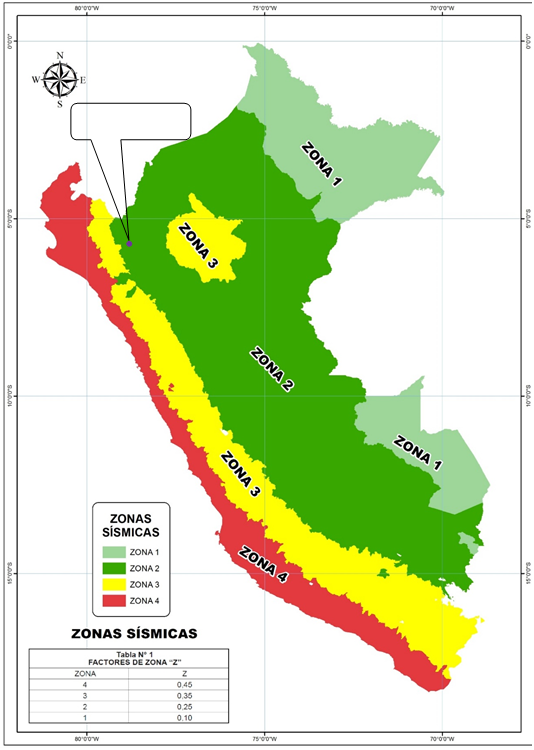 80°0'0"O 75°0'0"O 70°0'0"O
0°0'0" 0°0'0"
N
W E
S
ZONA 1
5°0'0"S 5°0'0"S
ZONA 3
ZONA 2
10°0'0"S 10°0'0"S
ZONA 1
ZONA 3
ZONA 4
ZONAS
SÍSMICAS
ZONA 1
ZONA 2
ZONA 3
ZONA 4
15°0'0"S 15°0'0"S
ZONAS SÍSMICAS
Tabla N° 1
FACTORES DE ZONA "Z"
ZONA Z
4 0,45
3 0,35
2 0,25
1 0.10
80°0'0"O 75°0'0"O 70°0'0"O